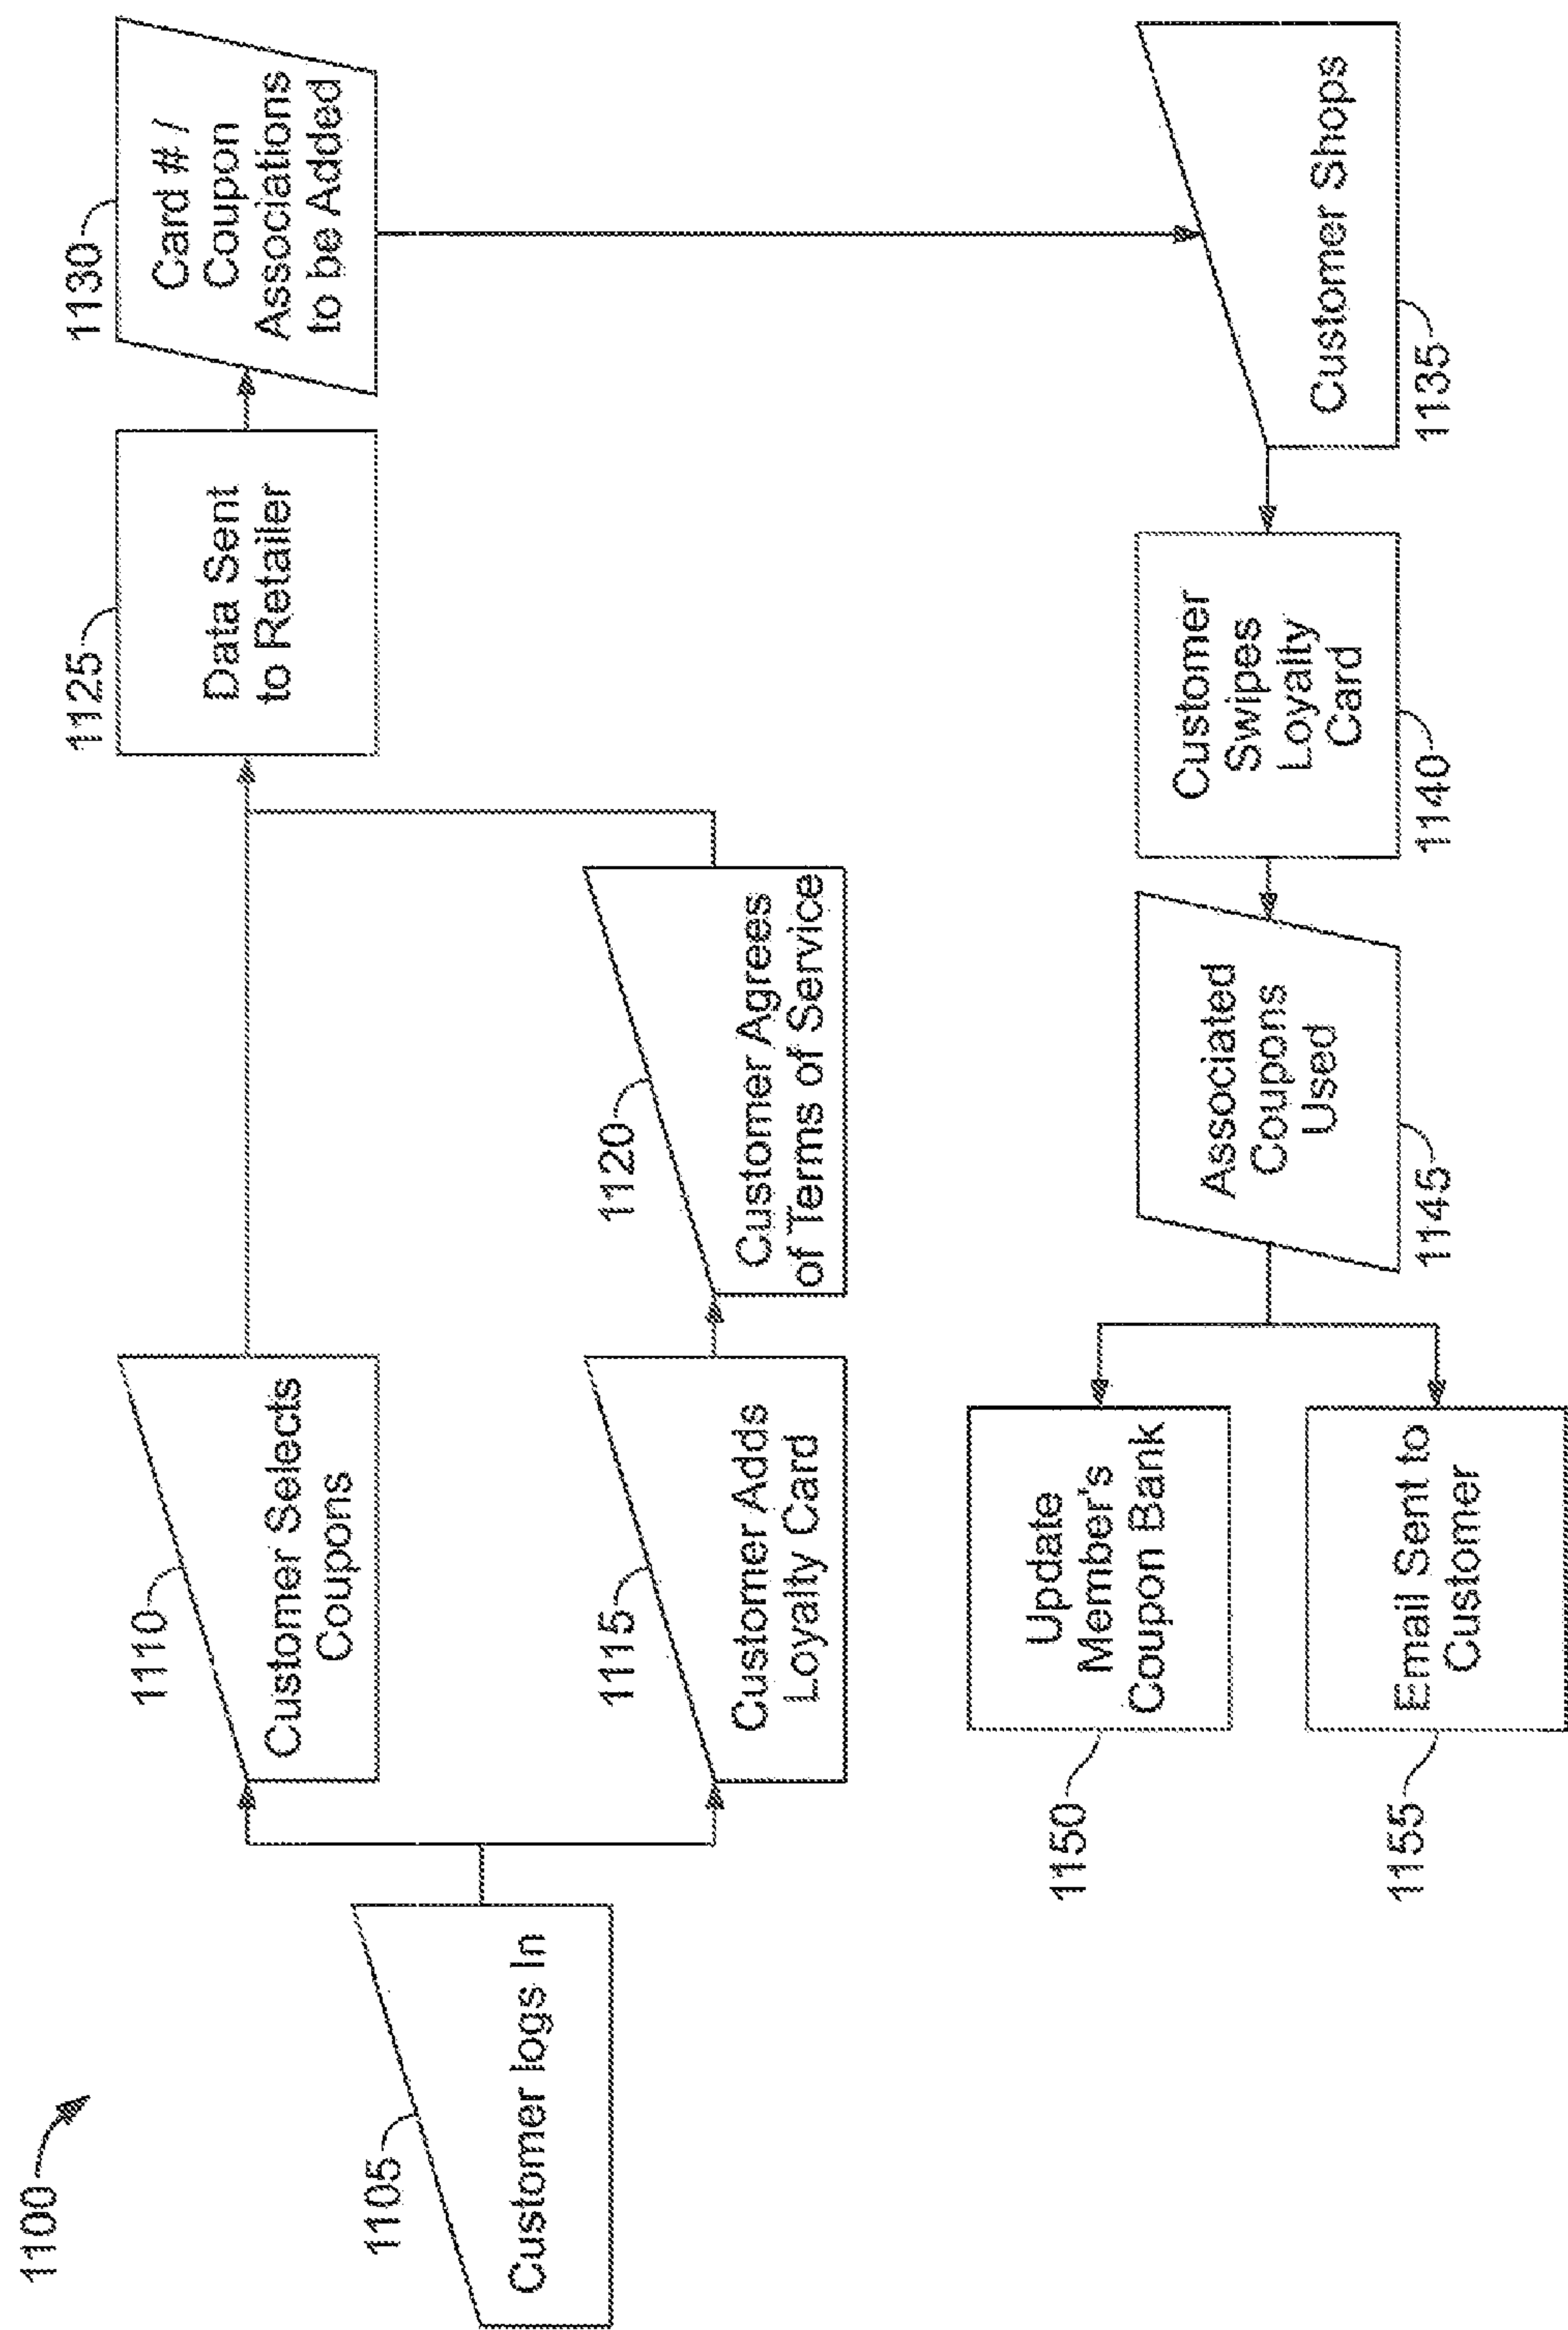 1100
1105
Customer logs In
1110
Customer Selects
Coupons
1115
Customer Adds
Loyalty Card
1120
Customer Agrees
of Terms of Service
1125
Data Sent
to Retailer
1130
Card # /
Coupon
Associations
to be Added
Customer Shops
1135
Customer
Swipes
Loyalty
Card
1140
Associated
Coupons
Used
1145
Update
Member's
Coupon Bank
1150
Email Sent to
Customer
1155